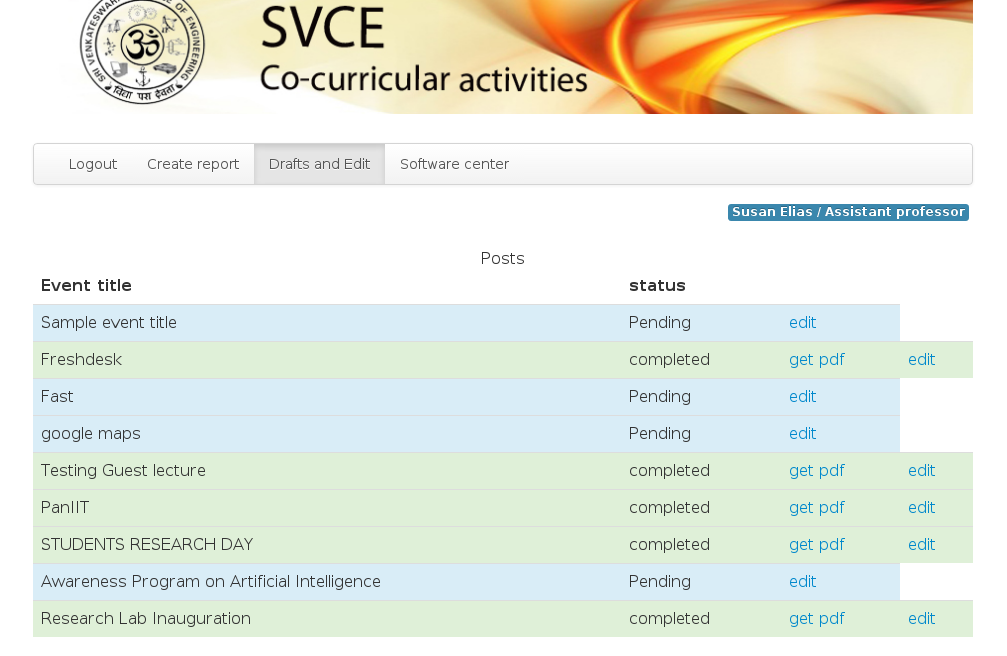 SRI VENKATESWARA COLLEGE OF ENGINEERING
विद्या परा देवता
SVCE
Co-curricular activities
Logout Create report Drafts and Edit Software center
Susan Elias / Assistant professor
Posts
Event title status
Sample event title Pending edit
Freshdesk completed get pdf edit
Fast Pending edit
google maps Pending edit
Testing Guest lecture completed get pdf edit
PanIIT completed get pdf edit
STUDENTS RESEARCH DAY completed get pdf edit
Awareness Program on Artificial Intelligence Pending edit
Research Lab Inauguration completed get pdf edit